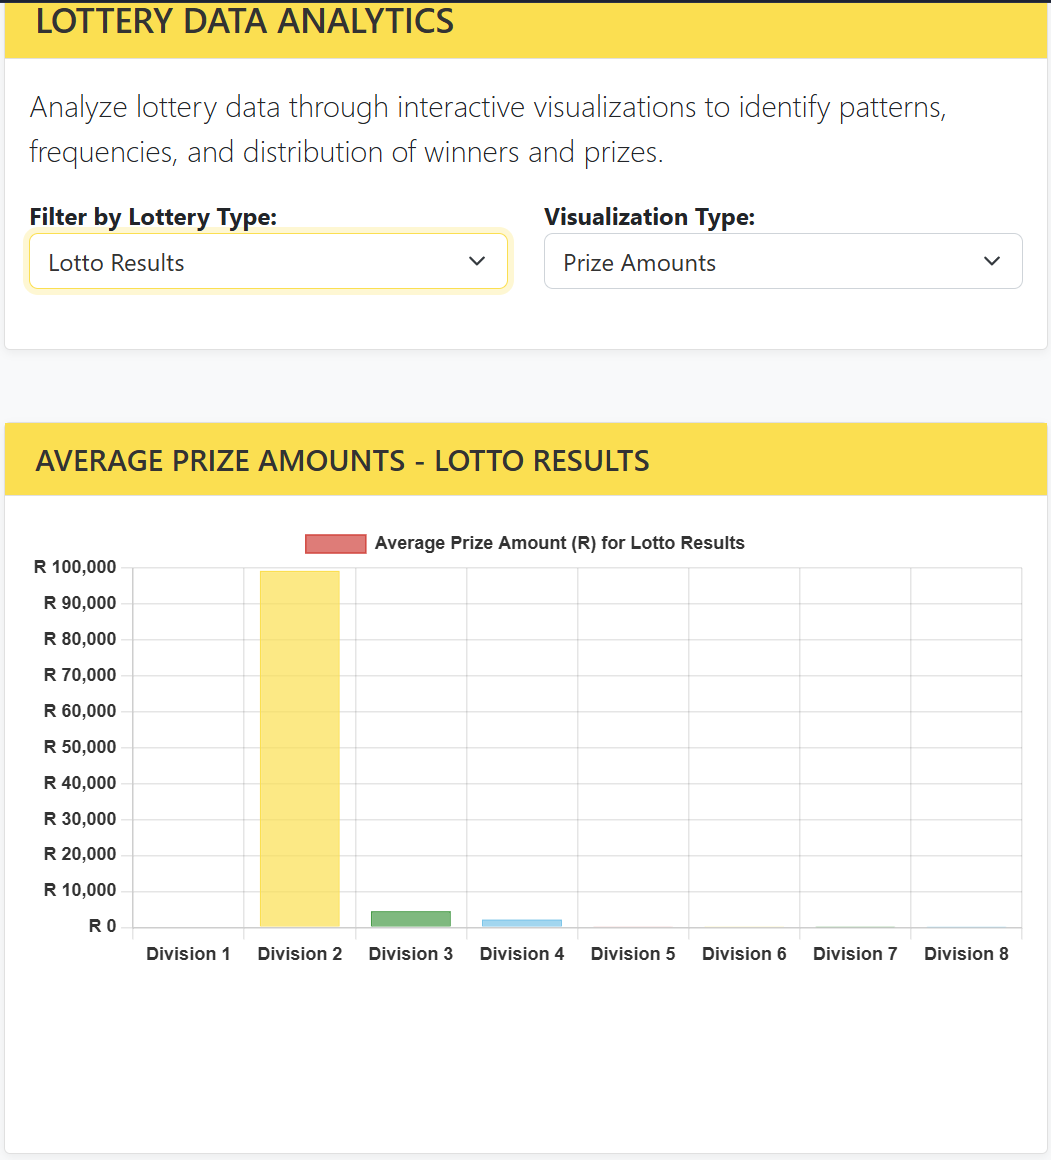 LOTTERY DATA ANALYTICS
Analyze lottery data through interactive visualizations to identify patterns,
frequencies, and distribution of winners and prizes.
Filter by Lottery Type:
Lotto Results
Visualization Type:
Prize Amounts
AVERAGE PRIZE AMOUNTS - LOTTO RESULTS
Average Prize Amount (R) for Lotto Results
R 100,000
R 90,000
R 80,000
R 70,000
R 60,000
R 50,000
R 40,000
R 30,000
R 20,000
R 10,000
R 0
Division 1
Division 2
Division 3
Division 4
Division 5
Division 6
Division 7
Division 8